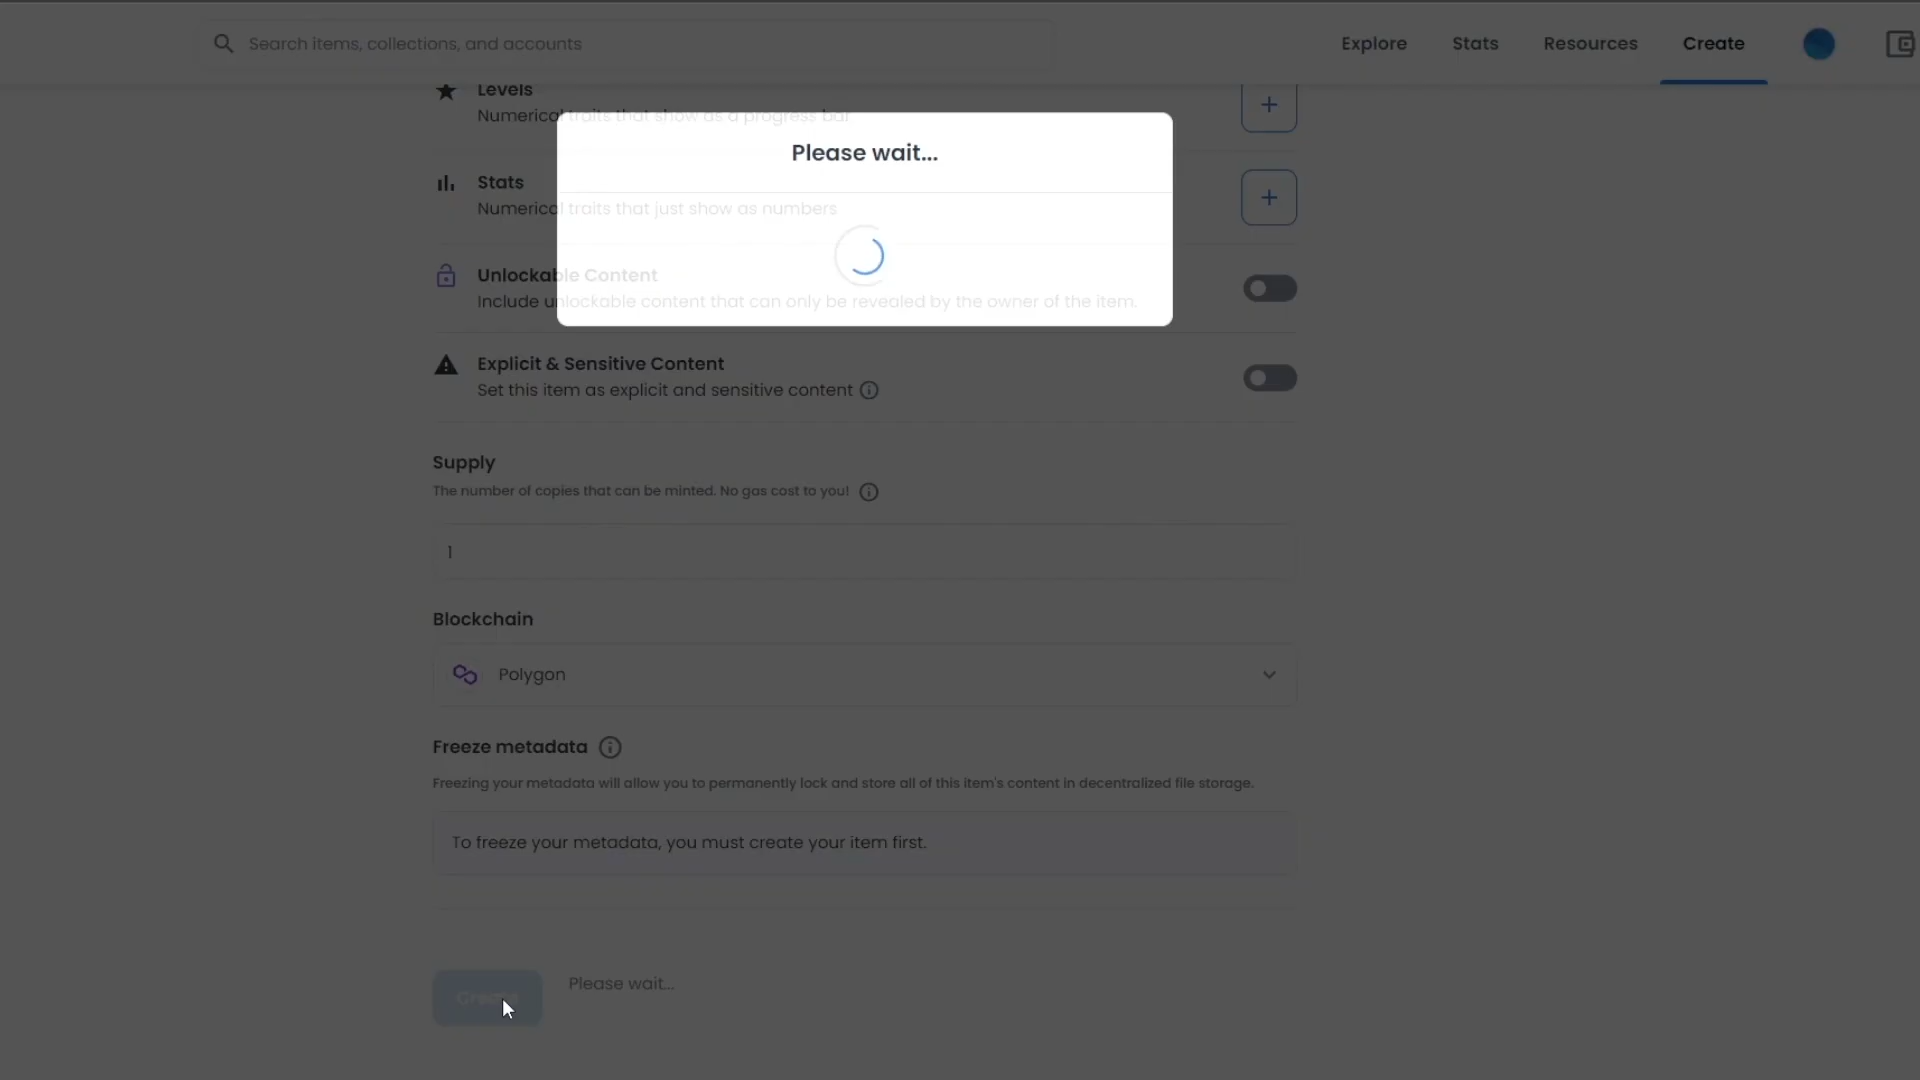 Search items, collections, and accounts
Explore
Stats
Resources
Create
Levels
Numerical traits that show as a progress bar
Please wait...
Stats
Numerical traits that just show as numbers
Unlockable Content
Include unlockable content that can only be revealed by the owner of the item.
Explicit & Sensitive Content
Set this item as explicit and sensitive content
Supply
The number of copies that can be minted. No gas cost to you!
1
Blockchain
Polygon
Freeze metadata
Freezing your metadata will allow you to permanently lock and store all of this item's content in decentralized file storage.
To freeze your metadata, you must create your item first.
Create
Please wait...